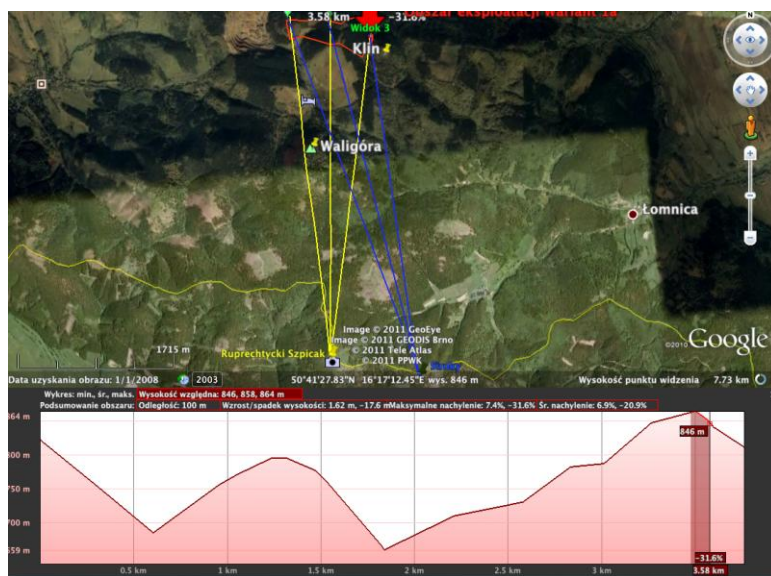 3.58 km -31.6%
Obszar eksploatacji wariant 1a
Widok 3
N
Klin
Waligóra
Łomnica
Image © 2011 GeoEye
Image © 2011 GEODIS Brno
© 2011 Tele Atlas
© 2011 PPWK
Ruprechtycki Szpicak
1715 m
©2010 Google
Data uzyskania obrazu: 1/1/2008 2003 50°41'27.83"N 16°17'12.45"E wys. 846 m Wysokość punktu widzenia 7.73 km
Wykres: min., śr., maks. Wysokość względna: 846, 858, 864 m
Podsumowanie obszaru: Odległość: 100 m Wzrost/spadek wysokości: 1.62 m, -17.6 m Maksymalne nachylenie: 7.4%, -31.6% Śr. nachylenie: 6.9%, -20.9%
864 m
846 m
800 m
750 m
700 m
659 m
-31.6%
0.5 km 1 km 1.5 km 2 km 2.5 km 3 km 3.58 km